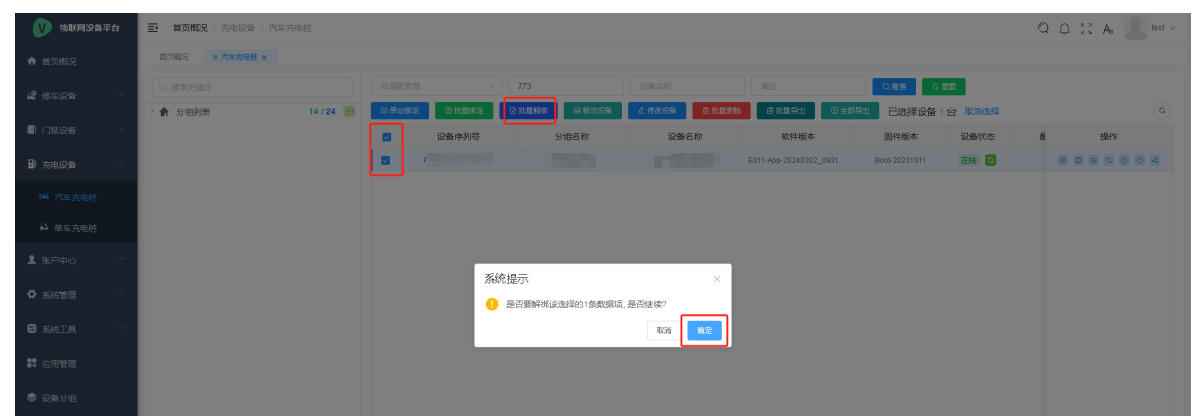 物联网设备平台
首页概况 / 充电设备 / 汽车充电桩
test
首页概况
停车设备
门禁设备
充电设备
汽车充电桩
单车充电桩
账户中心
系统管理
系统工具
应用管理
设备分组
首页概况 汽车充电桩 ×
搜索关键词
分组列表 14 / 24
所属服务商 773 设备名称 备注 搜索 重置
单台绑定 批量绑定 批量解绑 移动设备 修改设备 批量删除 批量导出 全部导出 已选择设备 1 台 取消选择
设备序列号 分组名称 设备名称 软件版本 固件版本 设备状态 操作
E011-App-20240302_0931... Boot-20231011 在线
系统提示
是否要解绑该选择的1条数据项, 是否继续?
取消 确定